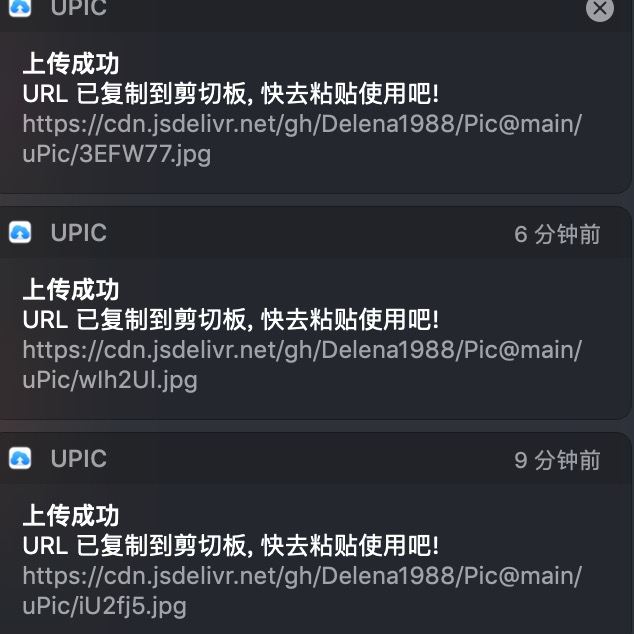 UPIC
上传成功
URL 已复制到剪切板, 快去粘贴使用吧!
https://cdn.jsdelivr.net/gh/Delena1988/Pic@main/
uPic/3EFW77.jpg
UPIC 6 分钟前
上传成功
URL 已复制到剪切板, 快去粘贴使用吧!
https://cdn.jsdelivr.net/gh/Delena1988/Pic@main/
uPic/wIh2Ul.jpg
UPIC 9 分钟前
上传成功
URL 已复制到剪切板, 快去粘贴使用吧!
https://cdn.jsdelivr.net/gh/Delena1988/Pic@main/
uPic/iU2fj5.jpg